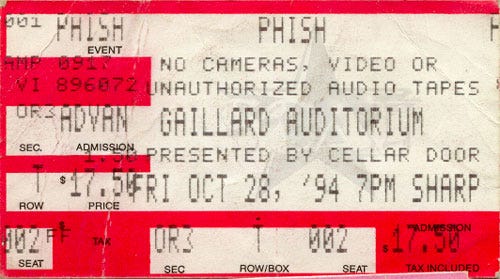 001 PHISH PHISH
EVENT
AMP 0917 NO CAMERAS, VIDEO OR
VI 896072 UNAUTHORIZED AUDIO TAPES
OR3 ADVAN GAILLARD AUDITORIUM
SEC. ADMISSION
1.50 PRESENTED BY CELLAR DOOR
T $17.50 FRI OCT 28, '94 7PM SHARP
ROW PRICE ADMISSION
002 TAX OR3 T 002 $17.50
SEAT SEC ROW/BOX SEAT TAX INCLUDED